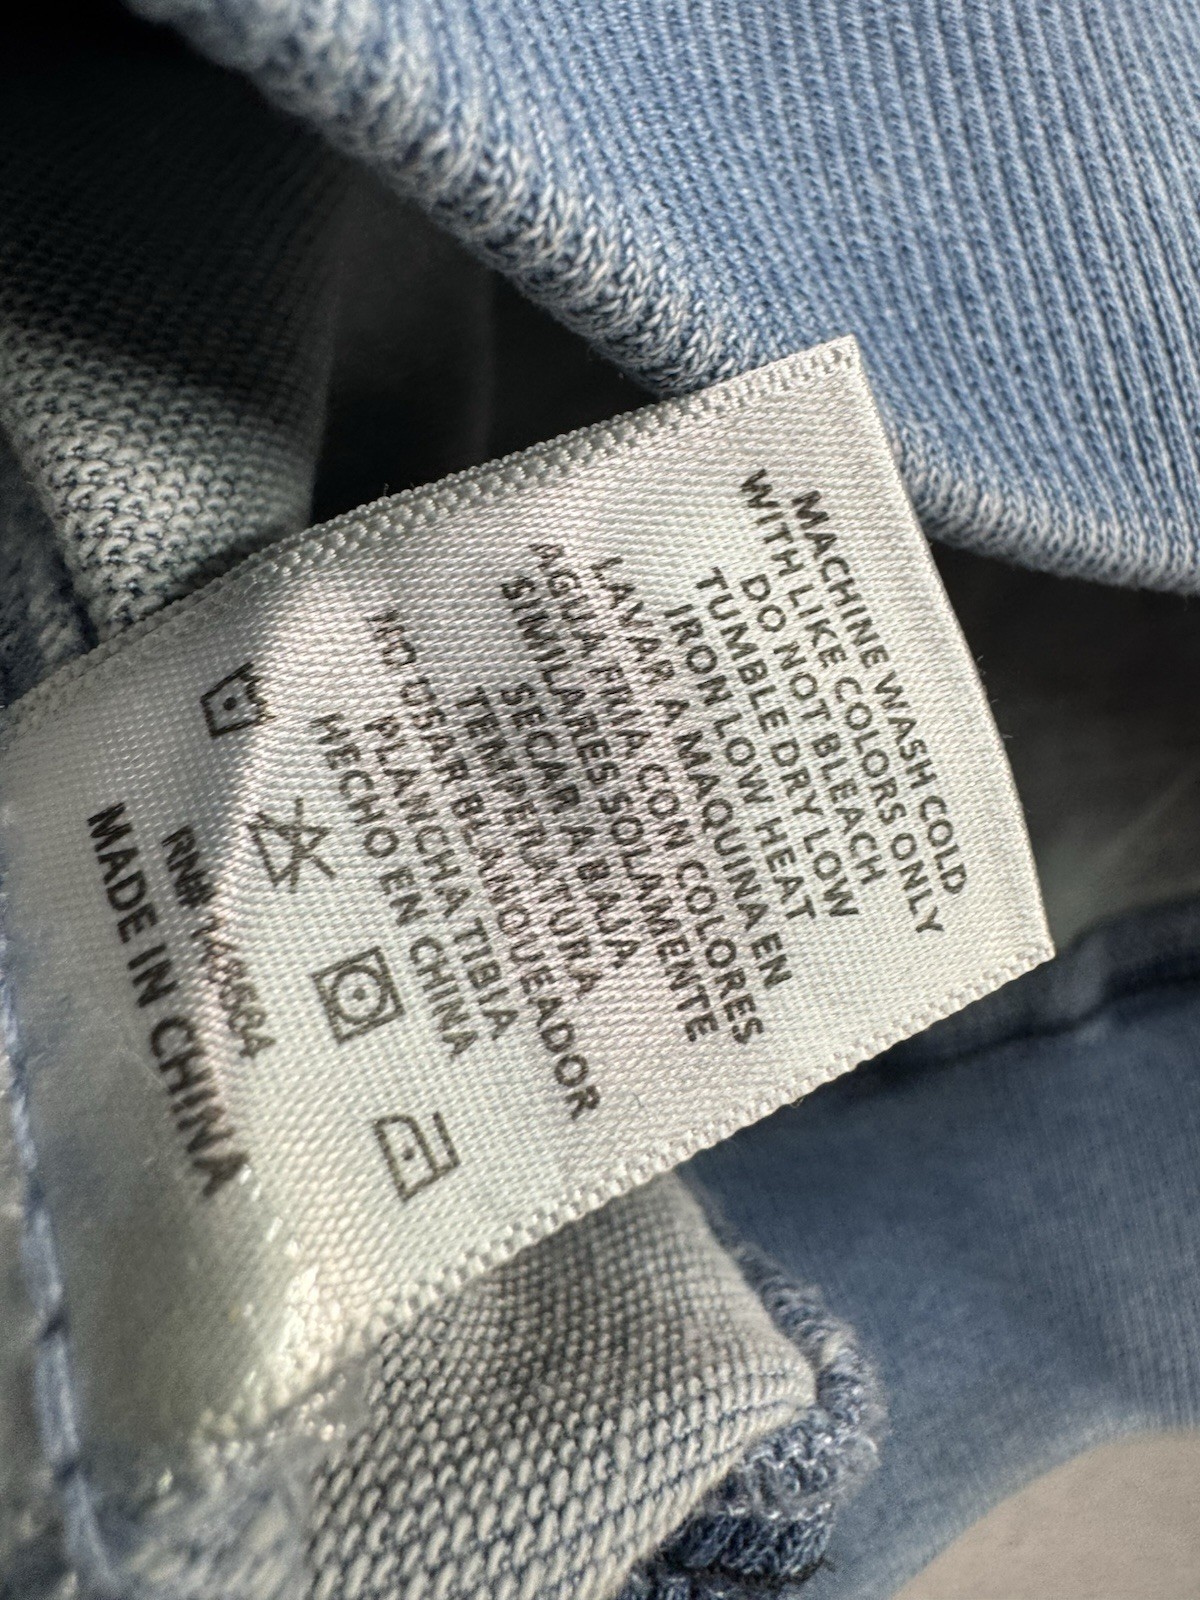 MACHINE WASH COLD
WITH LIKE COLORS ONLY
DO NOT BLEACH
TUMBLE DRY LOW
IRON LOW HEAT
LAVAR A MAQUINA EN
AGUA FRIA CON COLORES
SIMILARES SOLAMENTE
SECAR A BAJA
TEMPERATURA
NO USAR BLANQUEADOR
PLANCHA TIBIA
HECHO EN CHINA
RN#
MADE IN CHINA